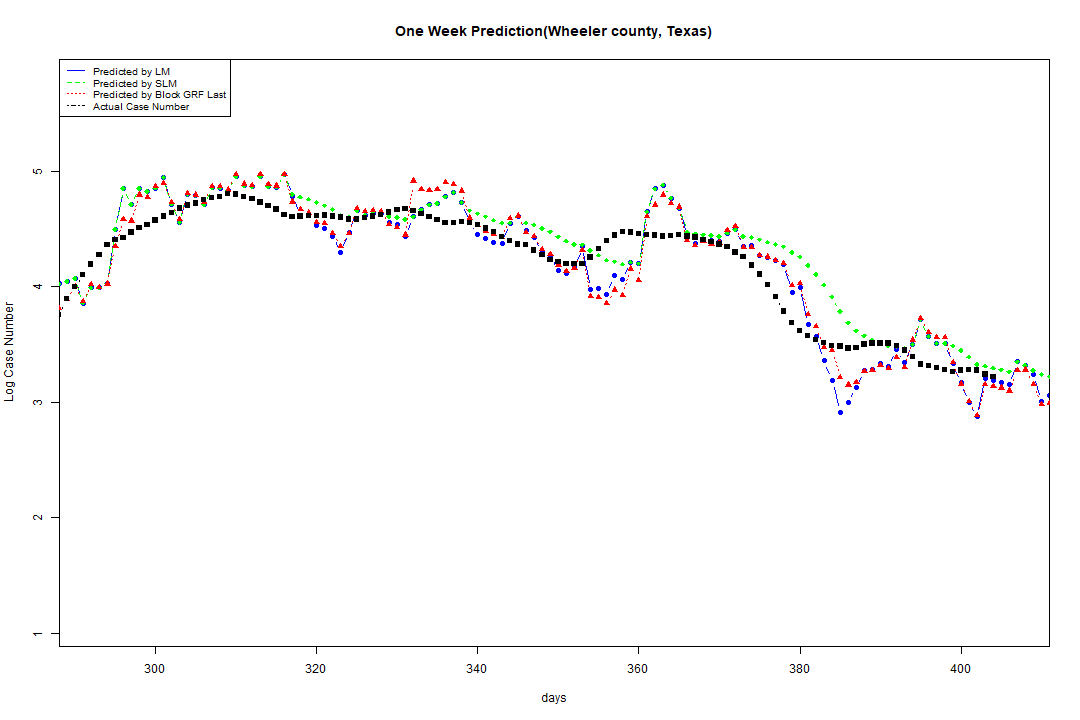 One Week Prediction(Wheeler county, Texas)
Predicted by LM
Predicted by SLM
Predicted by Block GRF Last
Actual Case Number
5
4
3
2
1
Log Case Number
300 320 340 360 380 400
days